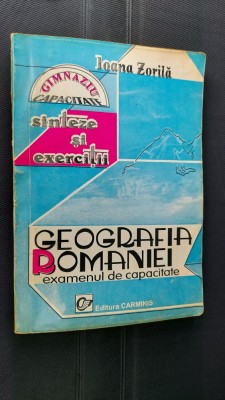 Ioana Zorilă
GIMNAZIU
CAPACITATE
sinteze
și
exerciții
GEOGRAFIA
ROMÂNIEI
examenul de capacitate
Editura CARMINIS